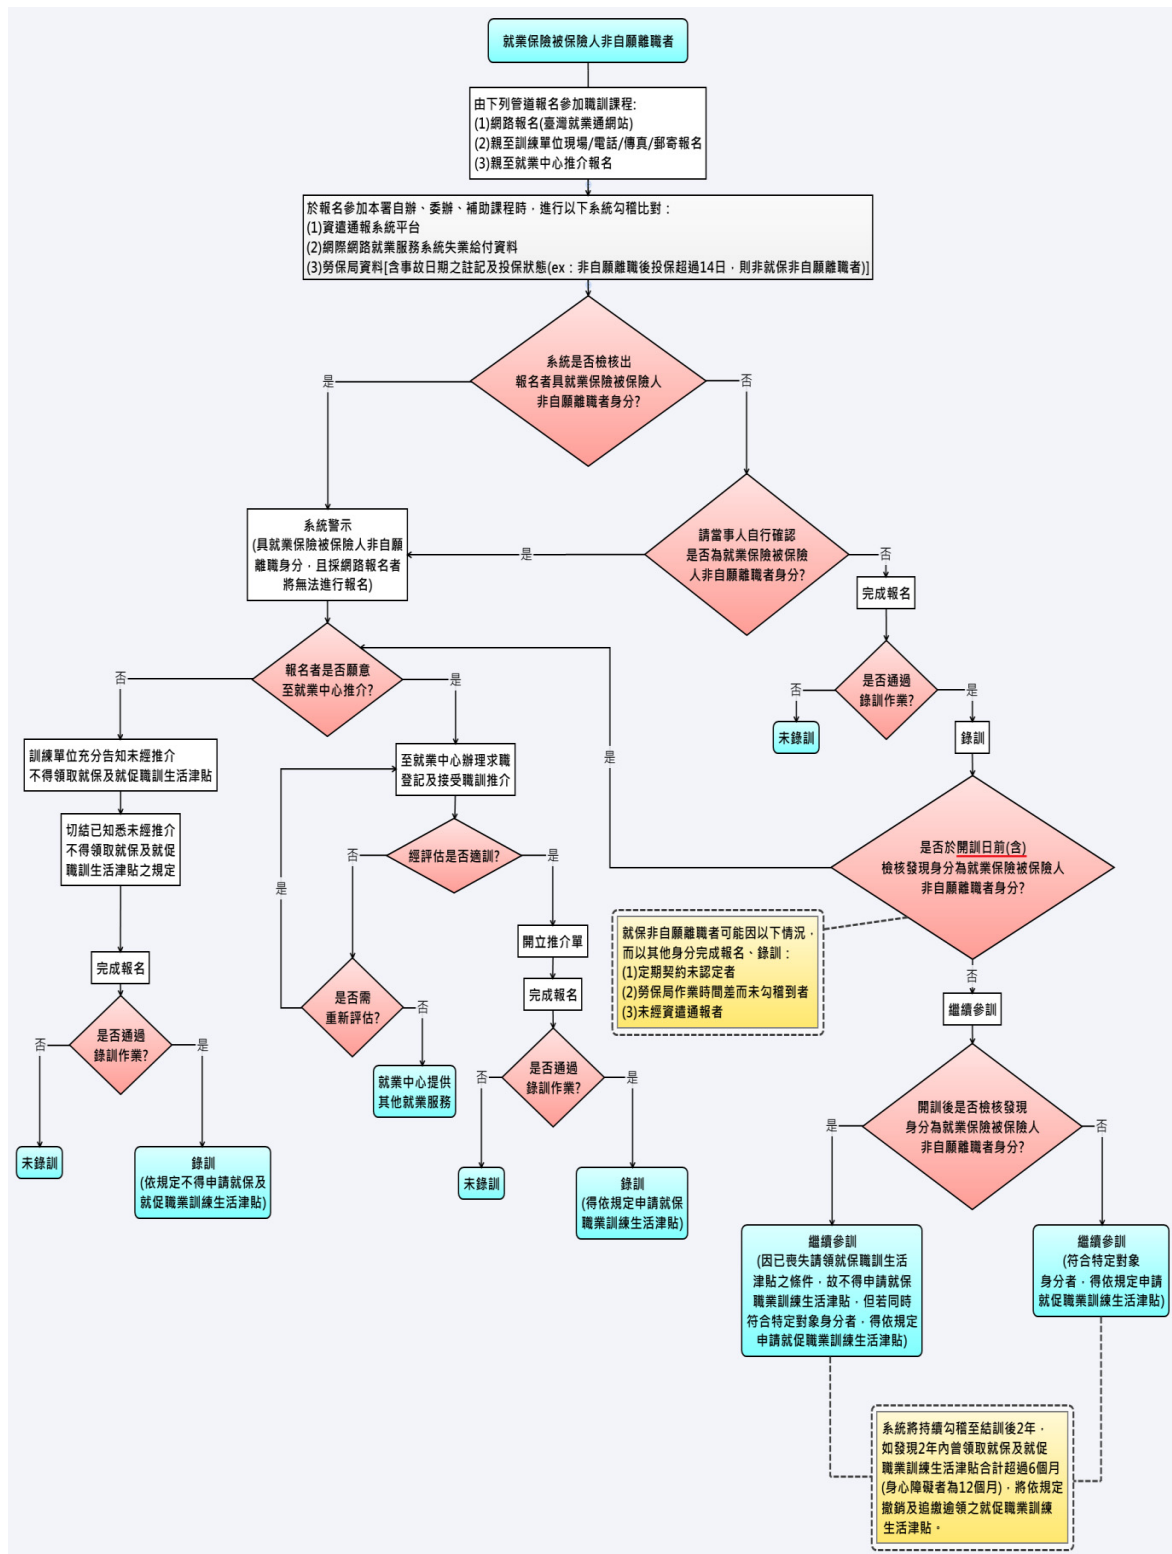 就業保險被保險人非自願離職者
由下列管道報名參加職訓課程:
(1)網路報名(臺灣就業通網站)
(2)親至訓練單位現場/電話/傳真/郵寄報名
(3)親至就業中心推介報名
於報名參加本署自辦、委辦、補助課程時，進行以下系統勾稽比對：
(1)資遣通報系統平台
(2)網際網路就業服務系統失業給付資料
(3)勞保局資料[含事故日期之註記及投保狀態(ex：非自願離職後投保超過14日，則非就保非自願離職者)]
系統是否檢核出
報名者具就業保險被保險人
非自願離職者身分?
是
否
系統警示
(具就業保險被保險人非自願
離職身分，且採網路報名者
將無法進行報名)
是
請當事人自行確認
是否為就業保險被保險
人非自願離職者身分?
否
完成報名
報名者是否願意
至就業中心推介?
否
是
是否通過
錄訓作業?
否
是
未錄訓
錄訓
訓練單位充分告知未經推介
不得領取就保及就促職訓生活津貼
至就業中心辦理求職
登記及接受職訓推介
是
切結已知悉未經推介
不得領取就保及就促
職訓生活津貼之規定
經評估是否適訓?
否
是
是
是否於開訓日前(含)
檢核發現身分為就業保險被保險人
非自願離職者身分?
否
就保非自願離職者可能因以下情況，
而以其他身分完成報名、錄訓：
(1)定期契約未認定者
(2)勞保局作業時間差而未勾稽到者
(3)未經資遣通報者
開立推介單
完成報名
完成報名
是否需
重新評估?
否
繼續參訓
是否通過
錄訓作業?
否
是
就業中心提供
其他就業服務
是否通過
錄訓作業?
否
是
開訓後是否檢核發現
身分為就業保險被保險人
非自願離職者身分?
是
否
未錄訓
錄訓
(依規定不得申請就保及
就促職業訓練生活津貼)
未錄訓
錄訓
(得依規定申請就保
職業訓練生活津貼)
繼續參訓
(因已喪失請領就保職訓生活
津貼之條件，故不得申請就保
職業訓練生活津貼，但若同時
符合特定對象身分者，得依規定
申請就促職業訓練生活津貼)
繼續參訓
(符合特定對象
身分者，得依規定申請
就促職業訓練生活津貼)
系統將持續勾稽至結訓後2年，
如發現2年內曾領取就保及就促
職業訓練生活津貼合計超過6個月
(身心障礙者為12個月)，將依規定
撤銷及追繳逾領之就促職業訓練
生活津貼。